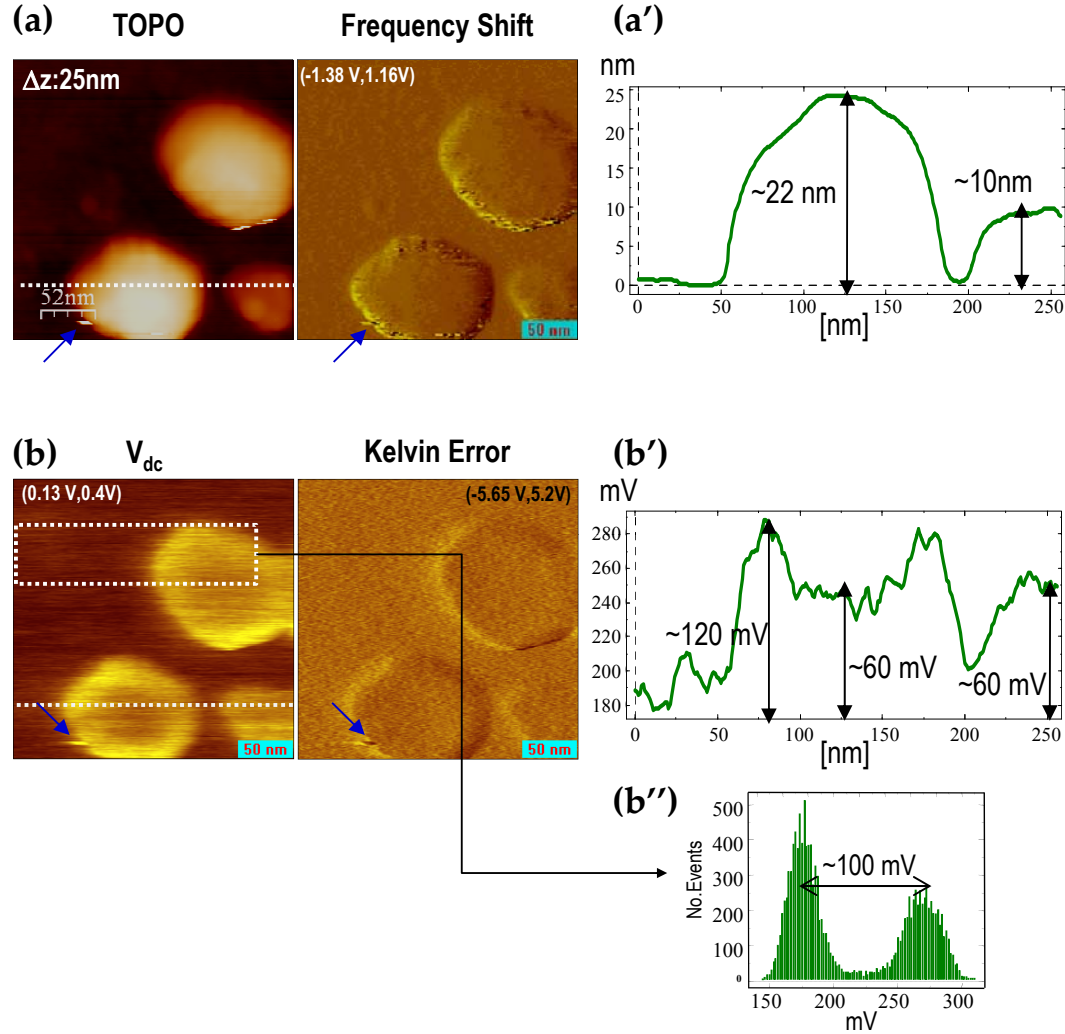 (a)
TOPO
Frequency Shift
(a′)
Δz:25nm
(-1.38 V,1.16V)
52nm
50 nm
nm
25
20
15
10
5
0
~22 nm
~10nm
0 50 100 150 200 250
[nm]
(b)
Vdc
Kelvin Error
(b′)
(0.13 V,0.4V)
(-5.65 V,5.2V)
50 nm
50 nm
mV
280
260
240
220
200
180
~120 mV
~60 mV
~60 mV
0 50 100 150 200 250
[nm]
(b′′)
No.Events
500
400
300
200
100
0
~100 mV
150 200 250 300
mV